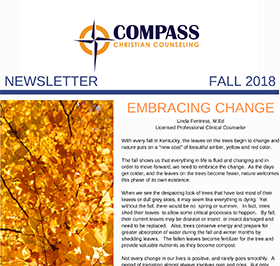 COMPASS
CHRISTIAN COUNSELING
NEWSLETTER FALL 2018
EMBRACING CHANGE
Linda Fentress, M.Ed
Licensed Professional Clinical Counselor
With every fall in Kentucky, the leaves on the trees begin to change and
nature puts on a "new coat" of beautiful amber, yellow and red color.
The fall shows us that everything in life is fluid and changing and in
order to move forward, we need to embrace the change. As the days
get colder, and the leaves on the trees become fewer, nature welcomes
this phase of its own existence.
When we see the despairing look of trees that have lost most of their
leaves or dull grey skies, it may seem like everything is dying. Yet
without the fall, there would be no spring or summer. In fact, trees
shed their leaves to allow some critical processes to happen. By fall,
their current leaves may be disease or insect or insect damaged and
need to be replaced. Also, trees conserve energy and prepare for
greater absorption of water during the fall and winter months by
shedding leaves. The fallen leaves become fertilizer for the tree and
provide valuable nutrients as they become compost.
Not every change in our lives is positive, and rarely goes smoothly. A